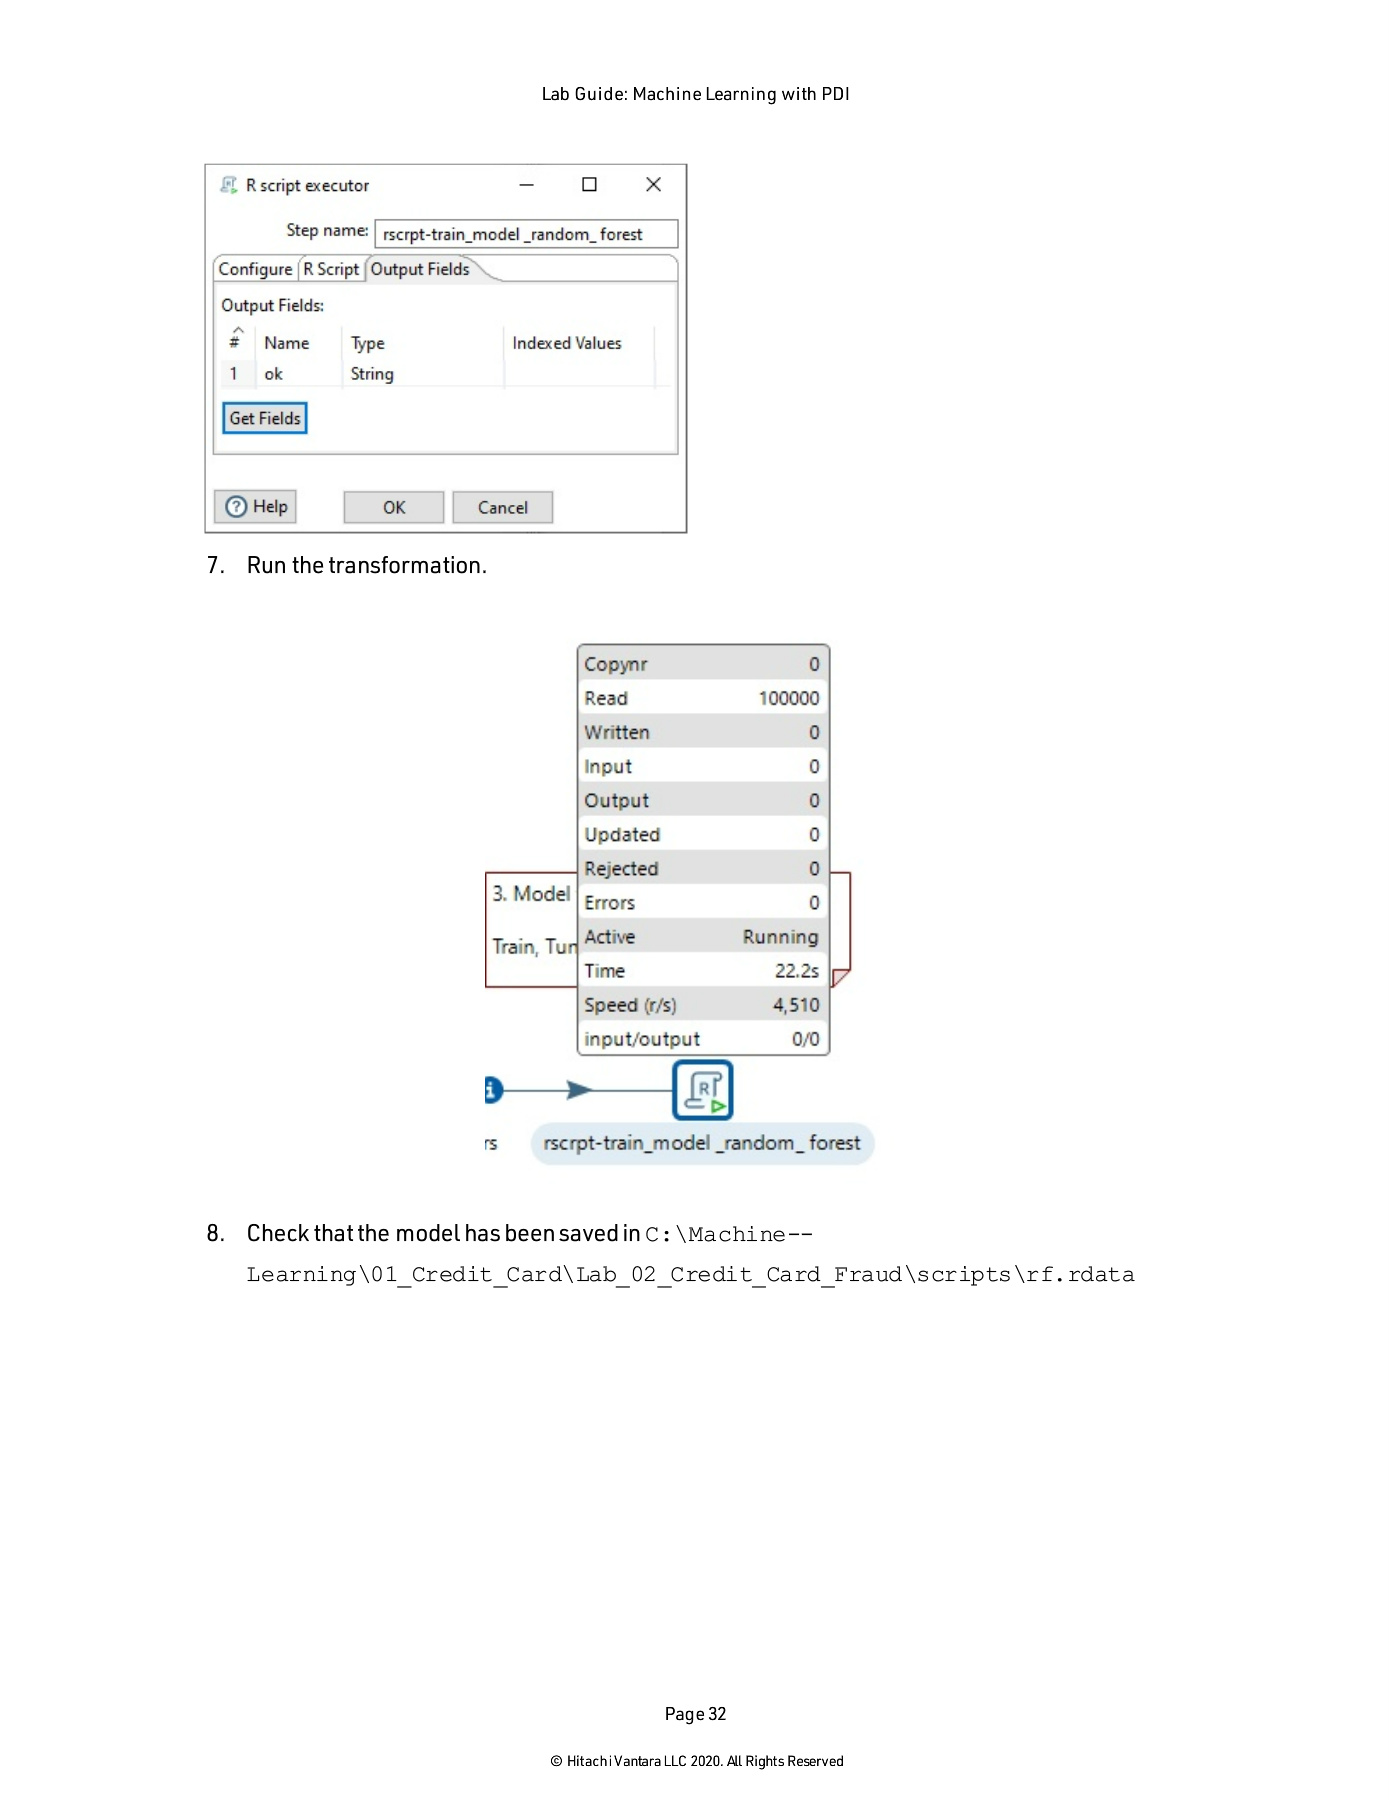 Lab Guide: Machine Learning with PDI
R script executor
Step name: rscrpt-train_model _random_ forest
Configure R Script Output Fields
Output Fields:
# Name Type Indexed Values
1 ok String
Get Fields
Help OK Cancel
7. Run the transformation.
Copynr 0
Read 100000
Written 0
Input 0
Output 0
Updated 0
Rejected 0
3. Model
Errors 0
Train, Tun
Active Running
Time 22.2s
Speed (r/s) 4,510
input/output 0/0
R
rs rscrpt-train_model _random_ forest
8. Check that the model has been saved in C:\Machine--
Learning\01_Credit_Card\Lab_02_Credit_Card_Fraud\scripts\rf.rdata
Page 32
© Hitachi Vantara LLC 2020. All Rights Reserved